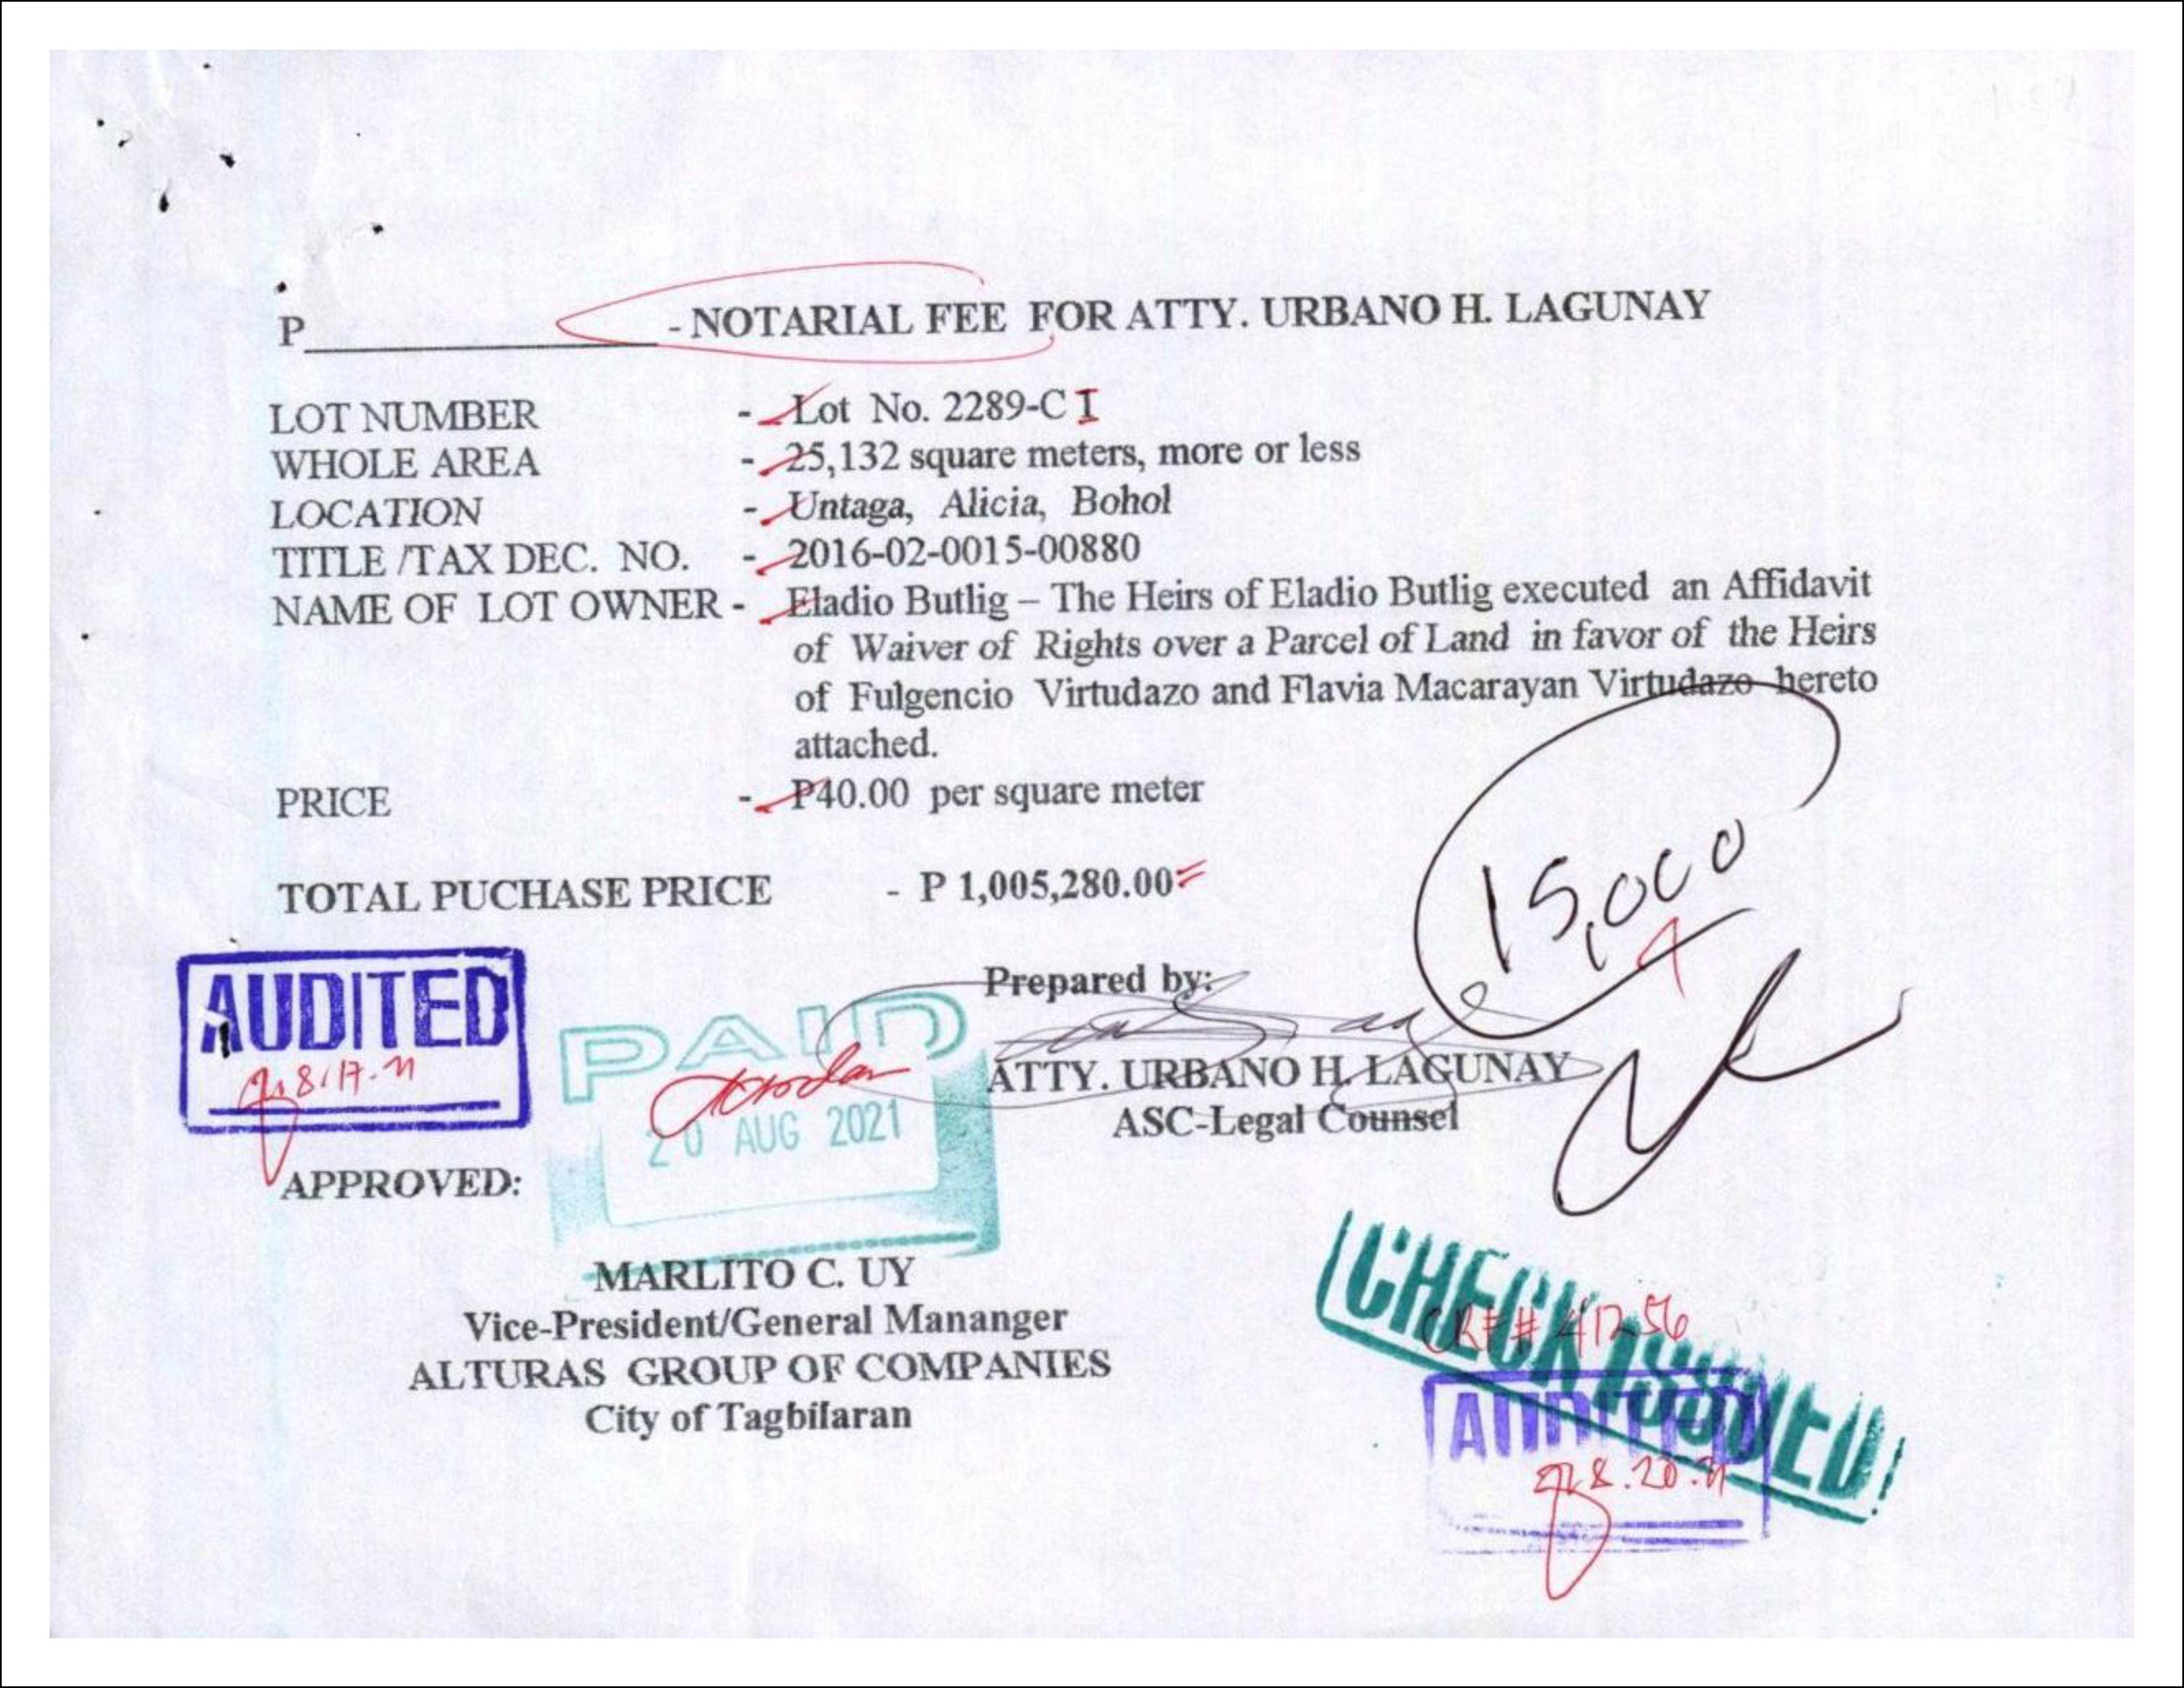 P____________ - NOTARIAL FEE FOR ATTY. URBANO H. LAGUNAY
LOT NUMBER - Lot No. 2289-C I
WHOLE AREA - 25,132 square meters, more or less
LOCATION - Untaga, Alicia, Bohol
TITLE /TAX DEC. NO. - 2016-02-0015-00880
NAME OF LOT OWNER - Eladio Butlig – The Heirs of Eladio Butlig executed an Affidavit
of Waiver of Rights over a Parcel of Land in favor of the Heirs
of Fulgencio Virtudazo and Flavia Macarayan Virtudazo hereto
attached.
PRICE - P40.00 per square meter
15,000
TOTAL PUCHASE PRICE - P 1,005,280.00
AUDITED
8.17.21
PAID
20 AUG 2021
Prepared by:
ATTY. URBANO H. LAGUNAY
ASC-Legal Counsel
APPROVED:
MARLITO C. UY
Vice-President/General Mananger
ALTURAS GROUP OF COMPANIES
City of Tagbilaran
CHECK ISSUED
CRF #
AUDITED
8.20.21